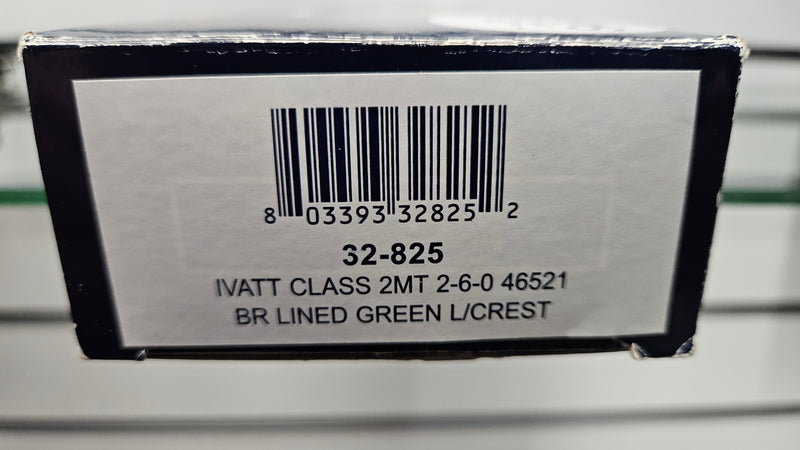 8 03393 32825 2
32-825
IVATT CLASS 2MT 2-6-0 46521
BR LINED GREEN L/CREST